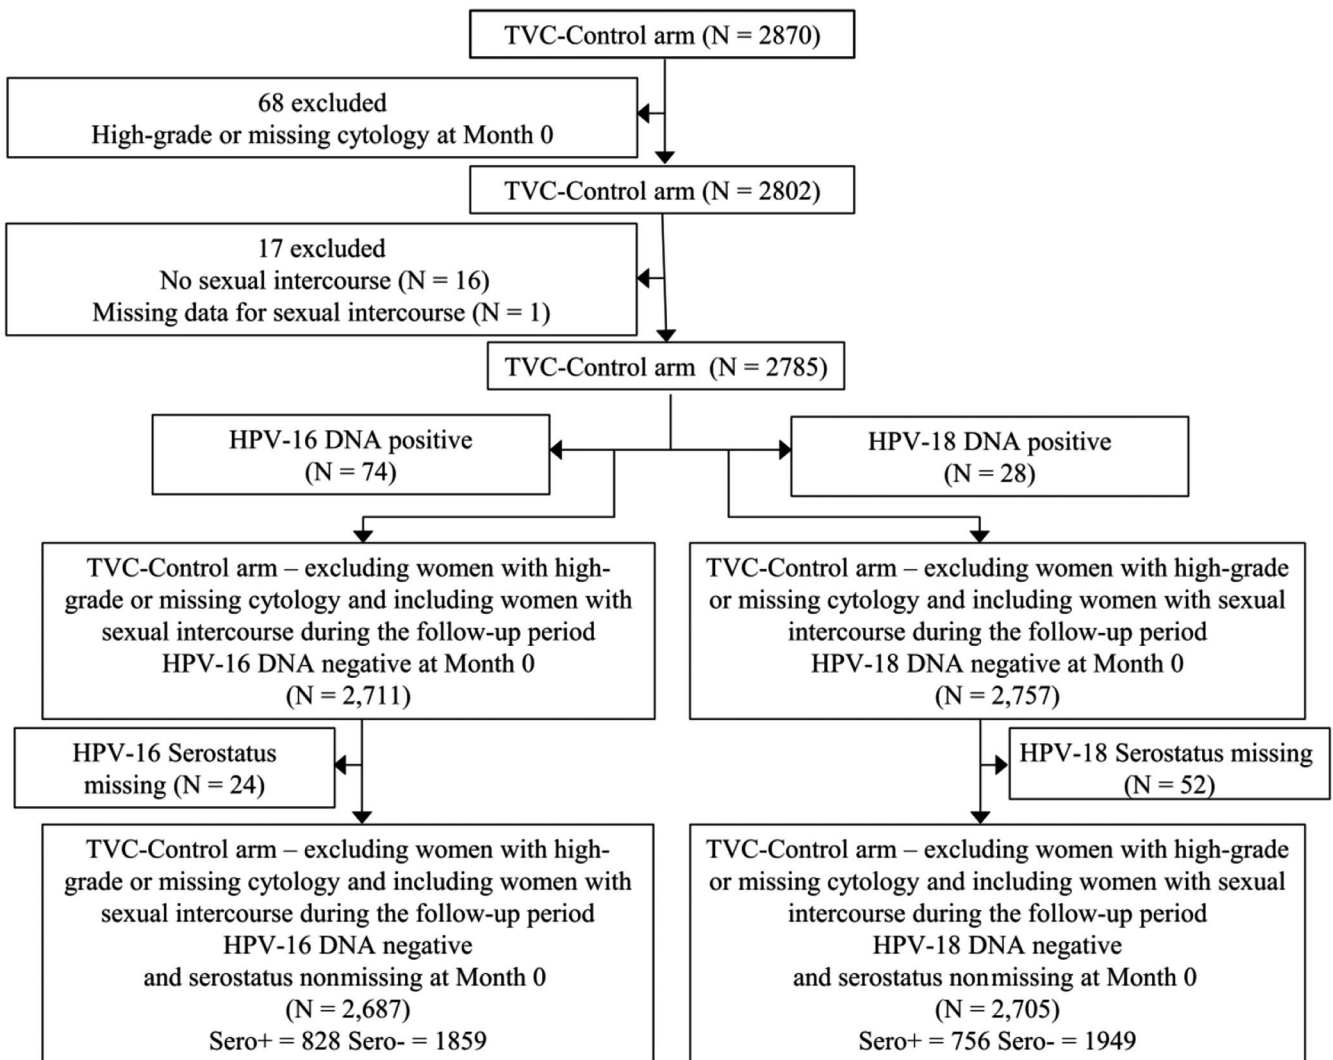 TVC-Control arm (N = 2870)
68 excluded
High-grade or missing cytology at Month 0
TVC-Control arm (N = 2802)
17 excluded
No sexual intercourse (N = 16)
Missing data for sexual intercourse (N = 1)
TVC-Control arm (N = 2785)
HPV-16 DNA positive
(N = 74)
HPV-18 DNA positive
(N = 28)
TVC-Control arm – excluding women with high-
grade or missing cytology and including women with
sexual intercourse during the follow-up period
HPV-16 DNA negative at Month 0
(N = 2,711)
TVC-Control arm – excluding women with high-grade
or missing cytology and including women with sexual
intercourse during the follow-up period
HPV-18 DNA negative at Month 0
(N = 2,757)
HPV-16 Serostatus
missing (N = 24)
HPV-18 Serostatus missing
(N = 52)
TVC-Control arm – excluding women with high-
grade or missing cytology and including women with
sexual intercourse during the follow-up period
HPV-16 DNA negative
and serostatus nonmissing at Month 0
(N = 2,687)
Sero+ = 828 Sero- = 1859
TVC-Control arm – excluding women with high-grade
or missing cytology and including women with sexual
intercourse during the follow-up period
HPV-18 DNA negative
and serostatus nonmissing at Month 0
(N = 2,705)
Sero+ = 756 Sero- = 1949